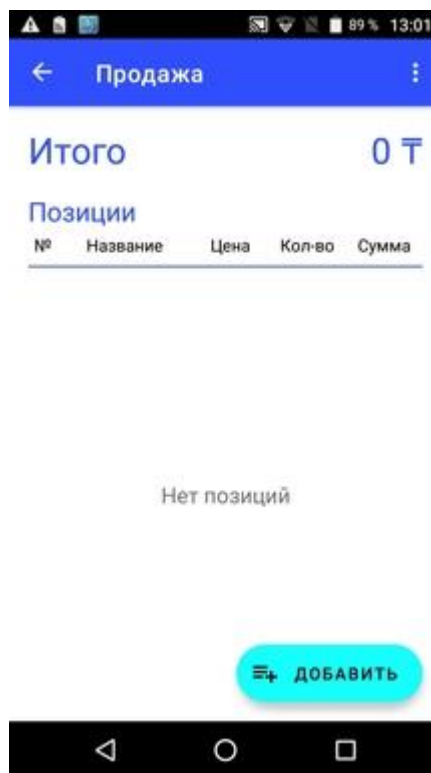 89 % 13:01
Продажа
Итого 0 ₸
Позиции
№ Название Цена Кол-во Сумма
Нет позиций
ДОБАВИТЬ